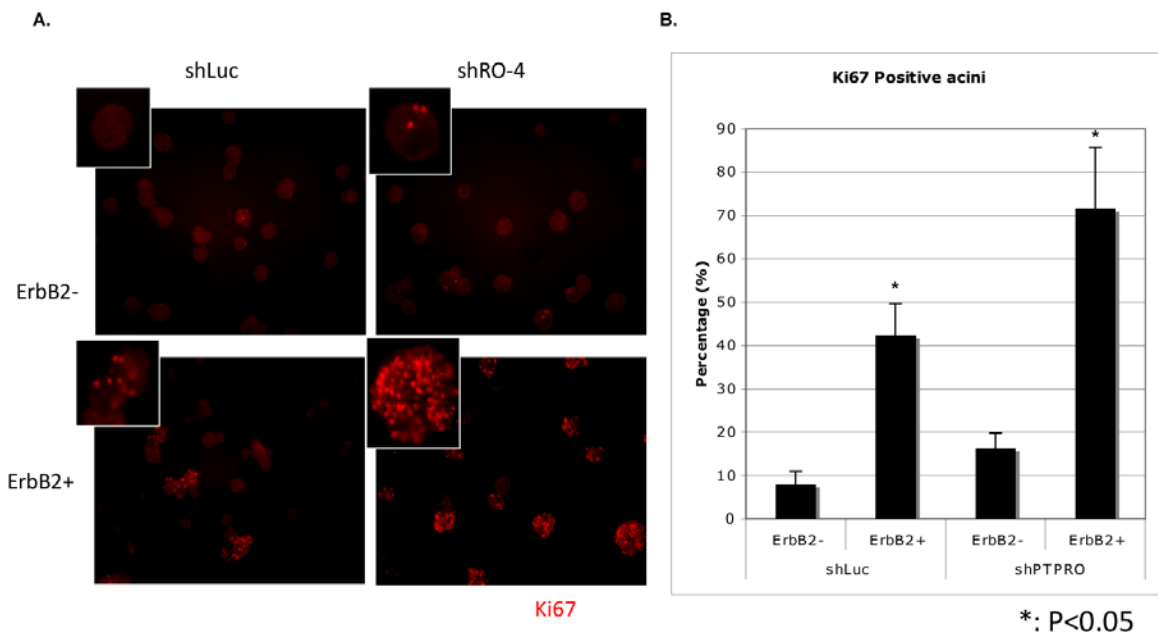 A.
shLuc shRO-4
ErbB2-
ErbB2+
Ki67
B.
Ki67 Positive acini
Percentage (%)
90
80
70
60
50
40
30
20
10
0
*
*
ErbB2- ErbB2+ ErbB2- ErbB2+
shLuc shPTPRO
*: P<0.05